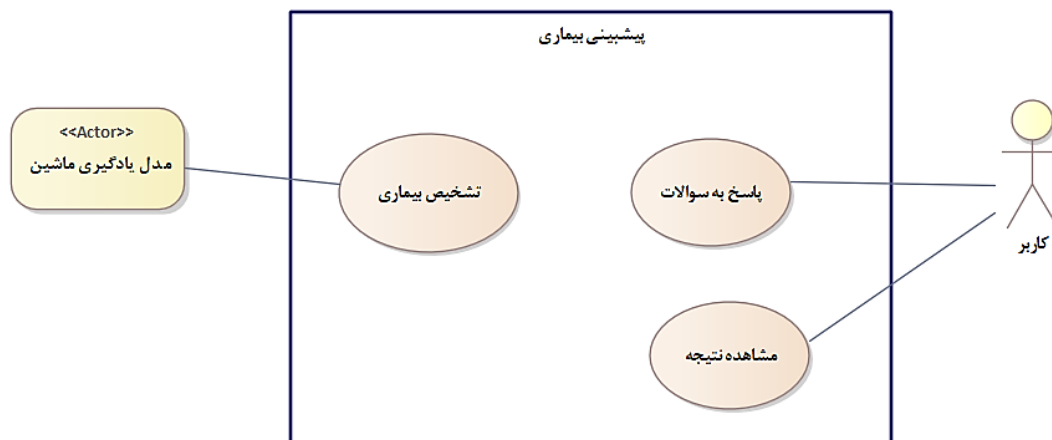 پیشبینی بیماری
<<Actor>>
مدل یادگیری ماشین
تشخیص بیماری
پاسخ به سوالات
کاربر
مشاهده نتیجه